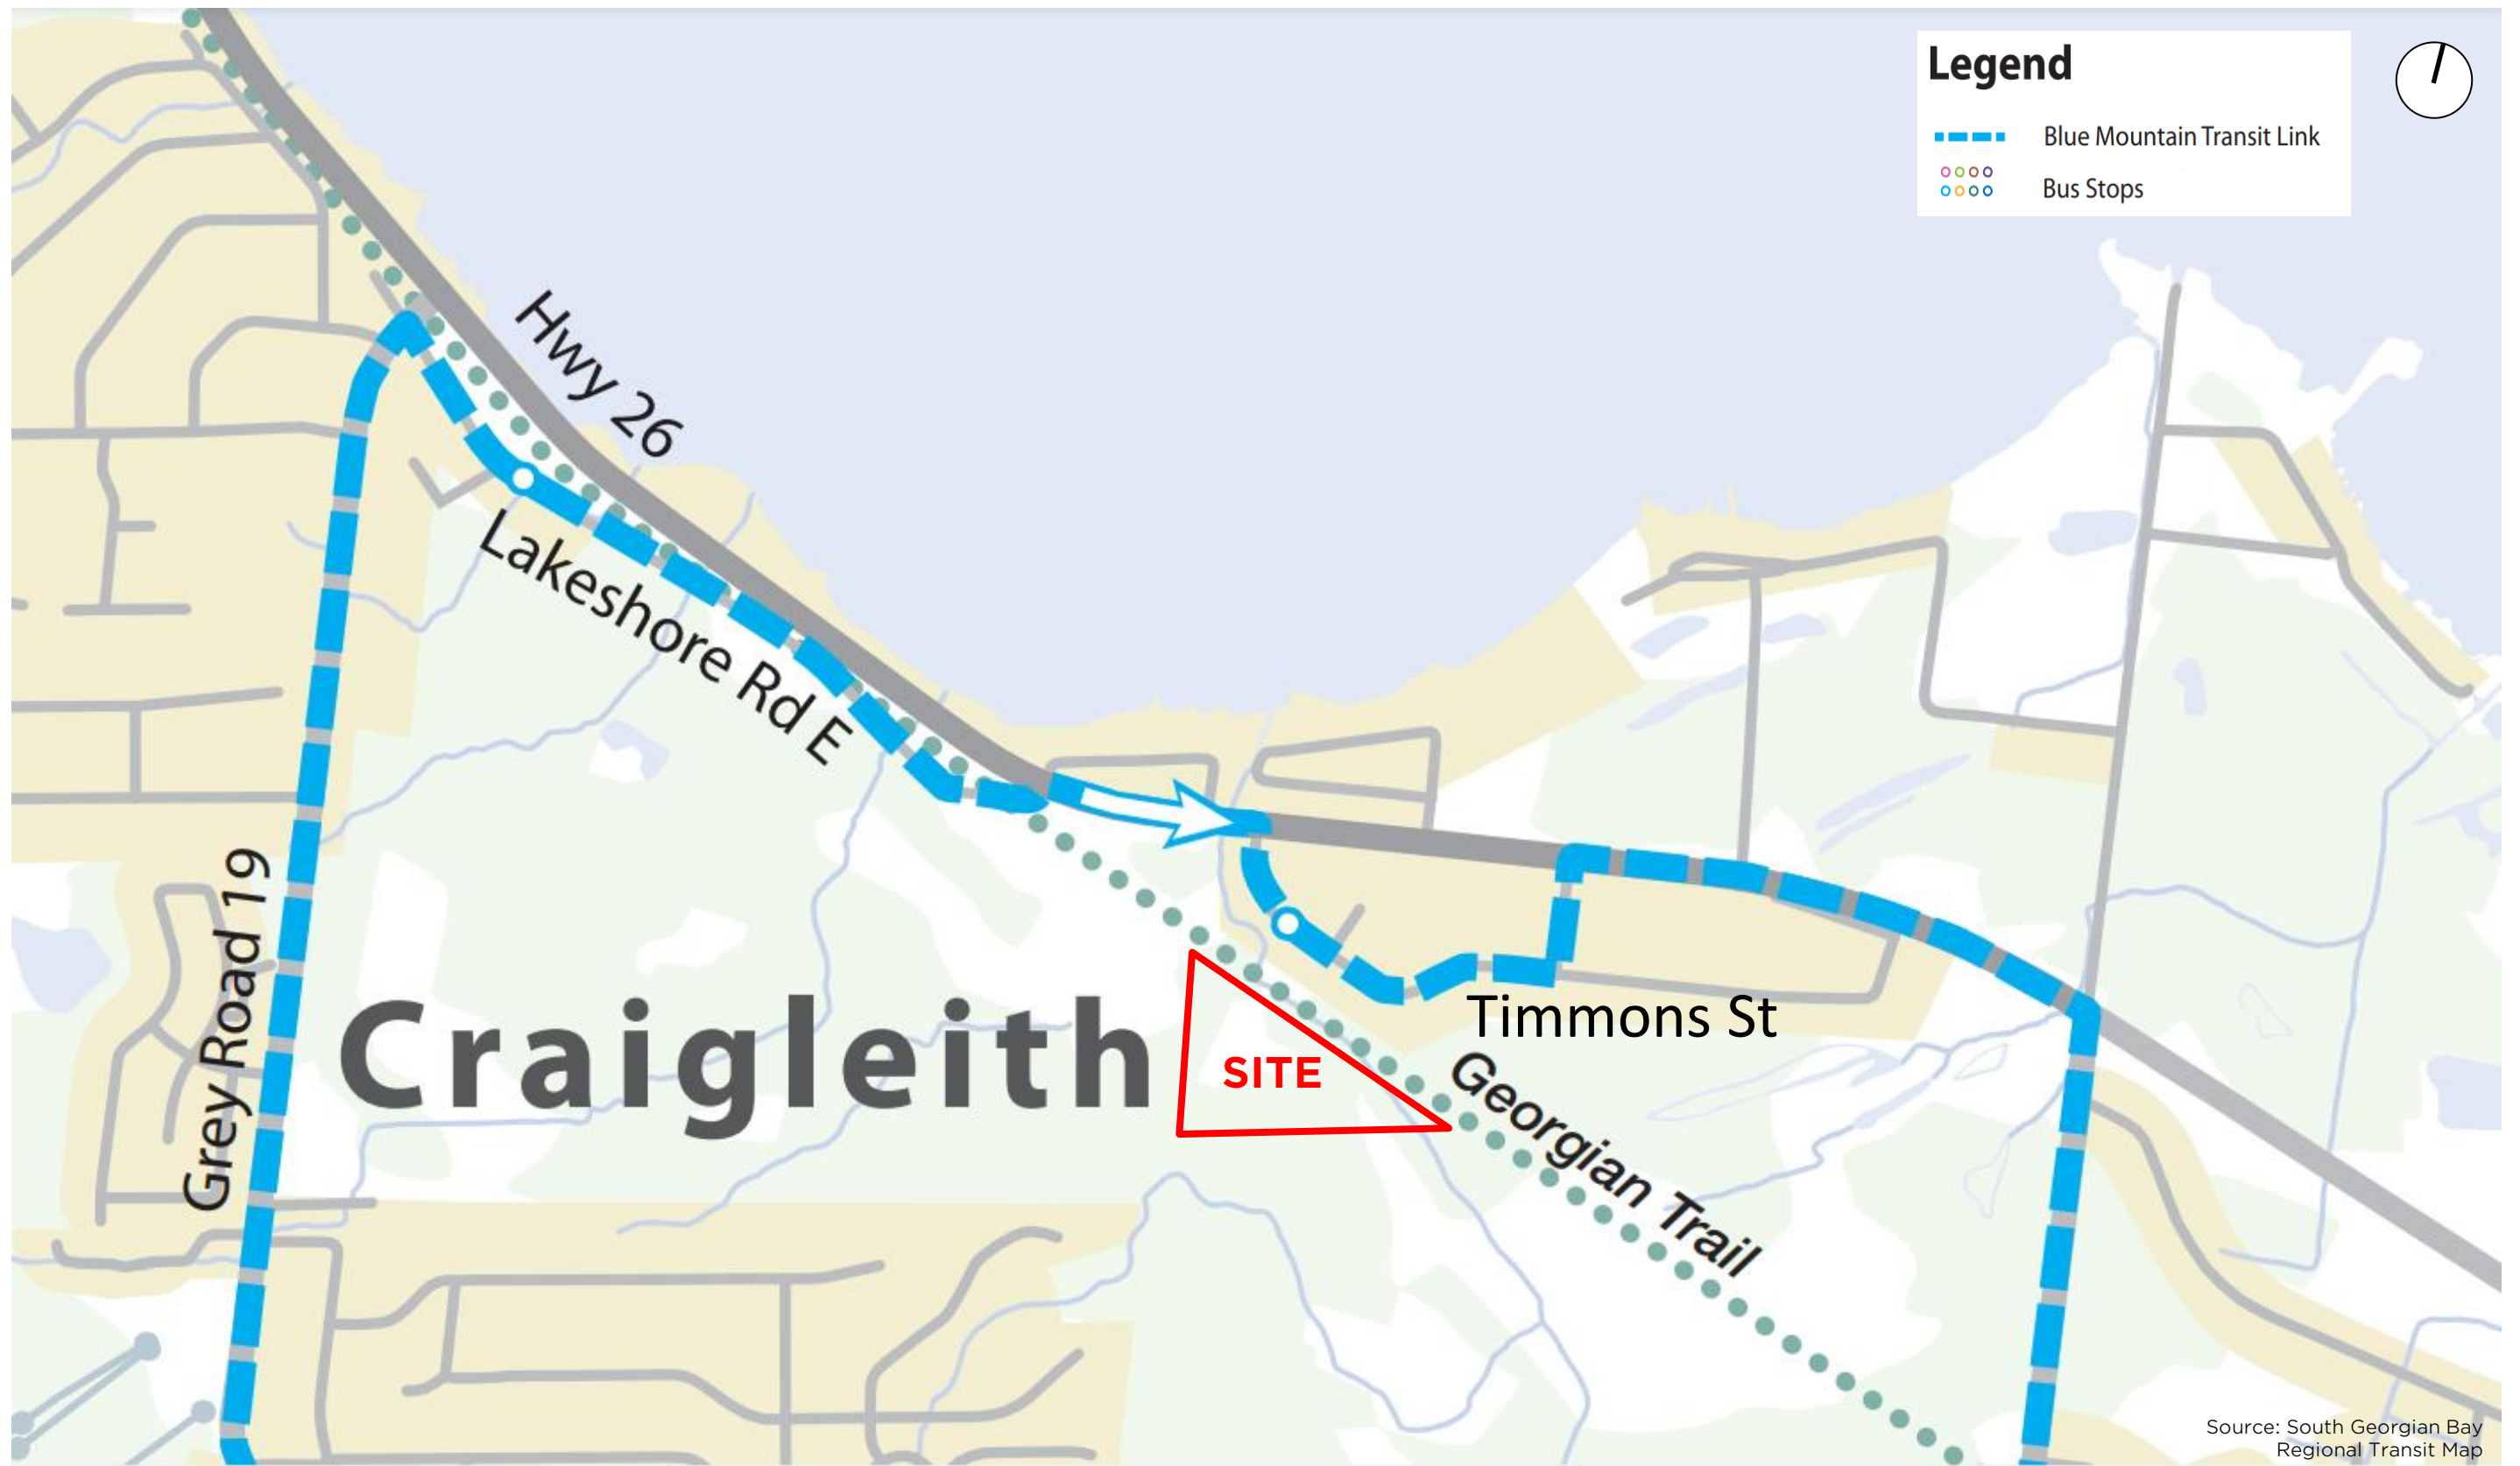 Legend
Blue Mountain Transit Link
Bus Stops
Hwy 26
Lakeshore Rd E
Grey Road 19
Craigleith
SITE
Timmons St
Georgian Trail
Source: South Georgian Bay
Regional Transit Map